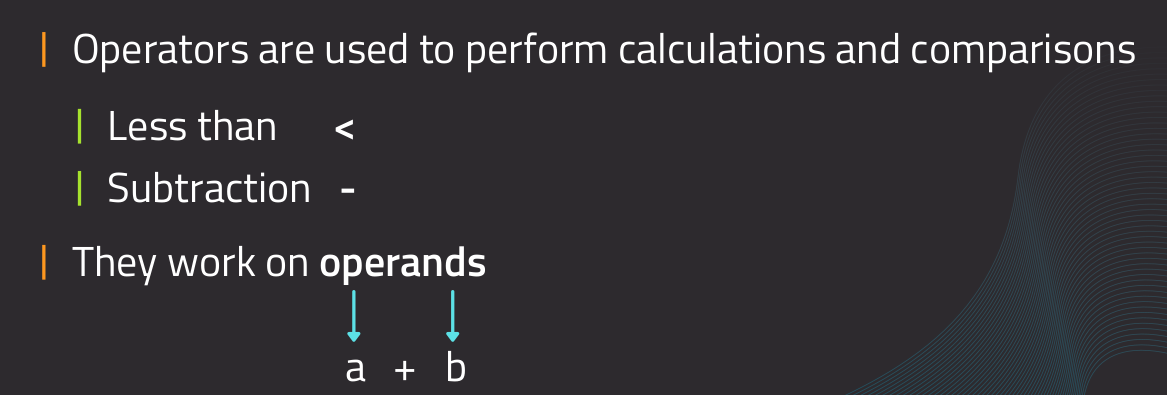 Operators are used to perform calculations and comparisons
Less than <
Subtraction -
They work on operands
a + b